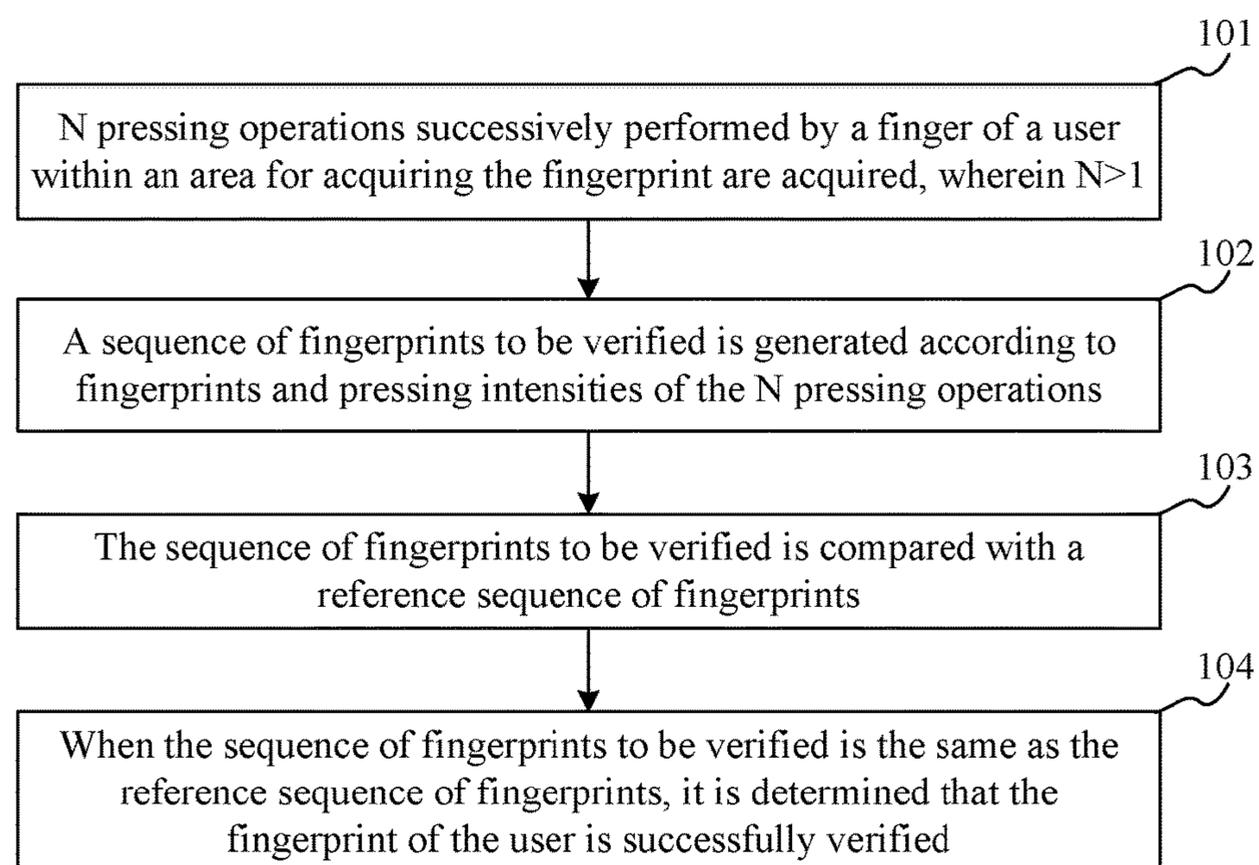 101
N pressing operations successively performed by a finger of a user
within an area for acquiring the fingerprint are acquired, wherein N>1
102
A sequence of fingerprints to be verified is generated according to
fingerprints and pressing intensities of the N pressing operations
103
The sequence of fingerprints to be verified is compared with a
reference sequence of fingerprints
104
When the sequence of fingerprints to be verified is the same as the
reference sequence of fingerprints, it is determined that the
fingerprint of the user is successfully verified